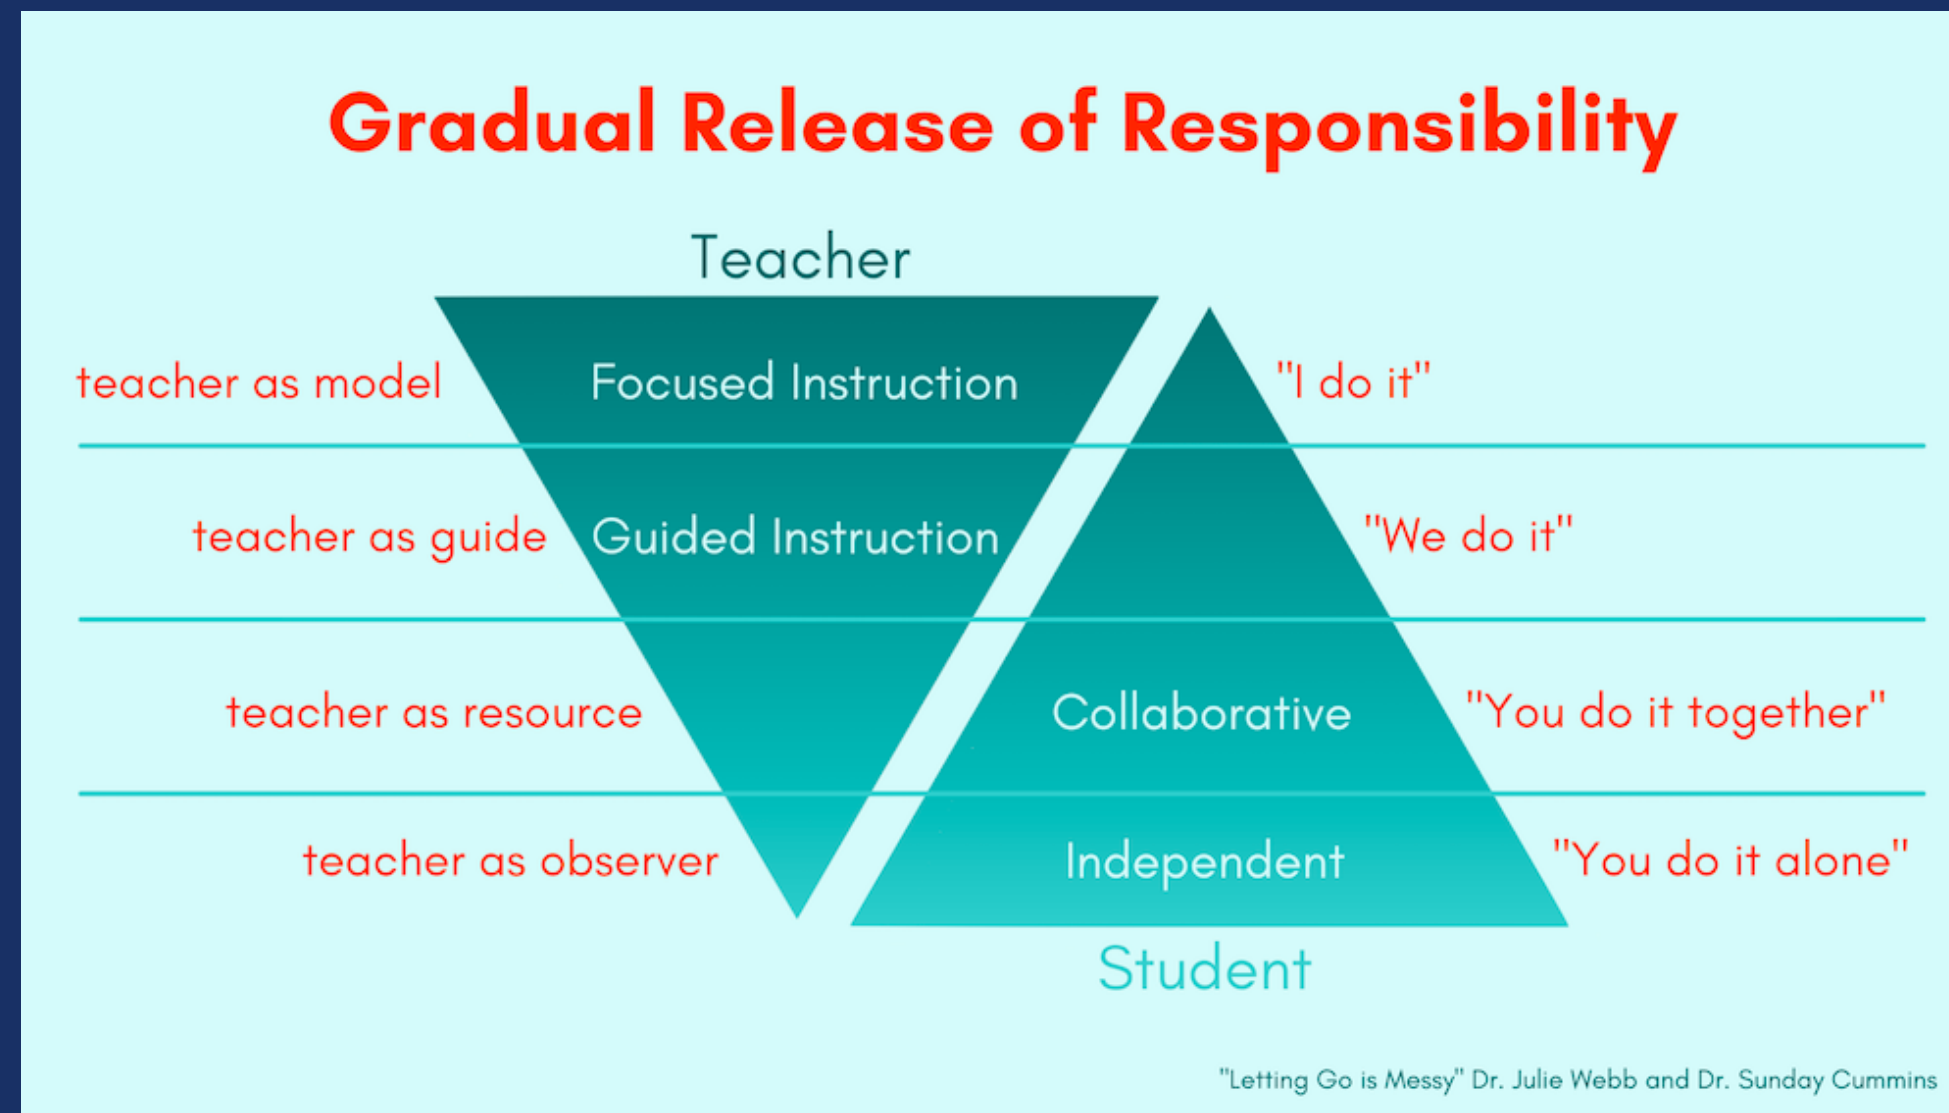 Gradual Release of Responsibility
Teacher
teacher as model Focused Instruction "I do it"
teacher as guide Guided Instruction "We do it"
teacher as resource Collaborative "You do it together"
teacher as observer Independent "You do it alone"
Student
"Letting Go is Messy" Dr. Julie Webb and Dr. Sunday Cummins